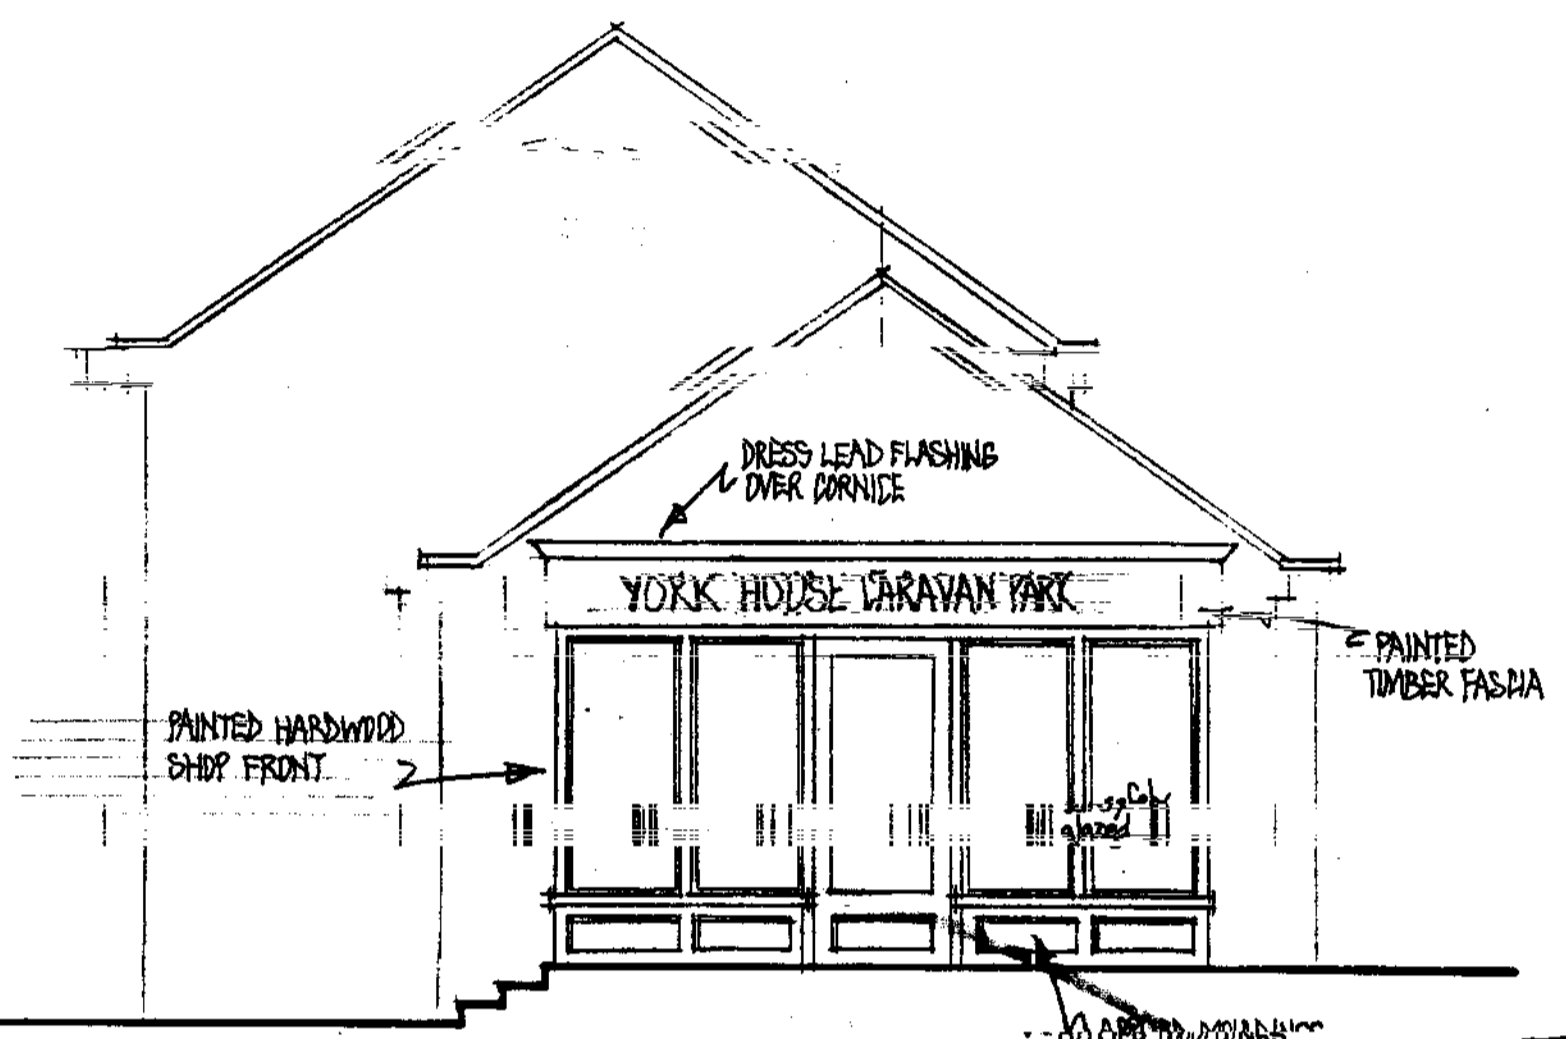 DRESS LEAD FLASHING
OVER CORNICE
YORK HOUSE CARAVAN PARK
PAINTED
TIMBER FASCIA
PAINTED HARDWOOD
SHOP FRONT
glazed